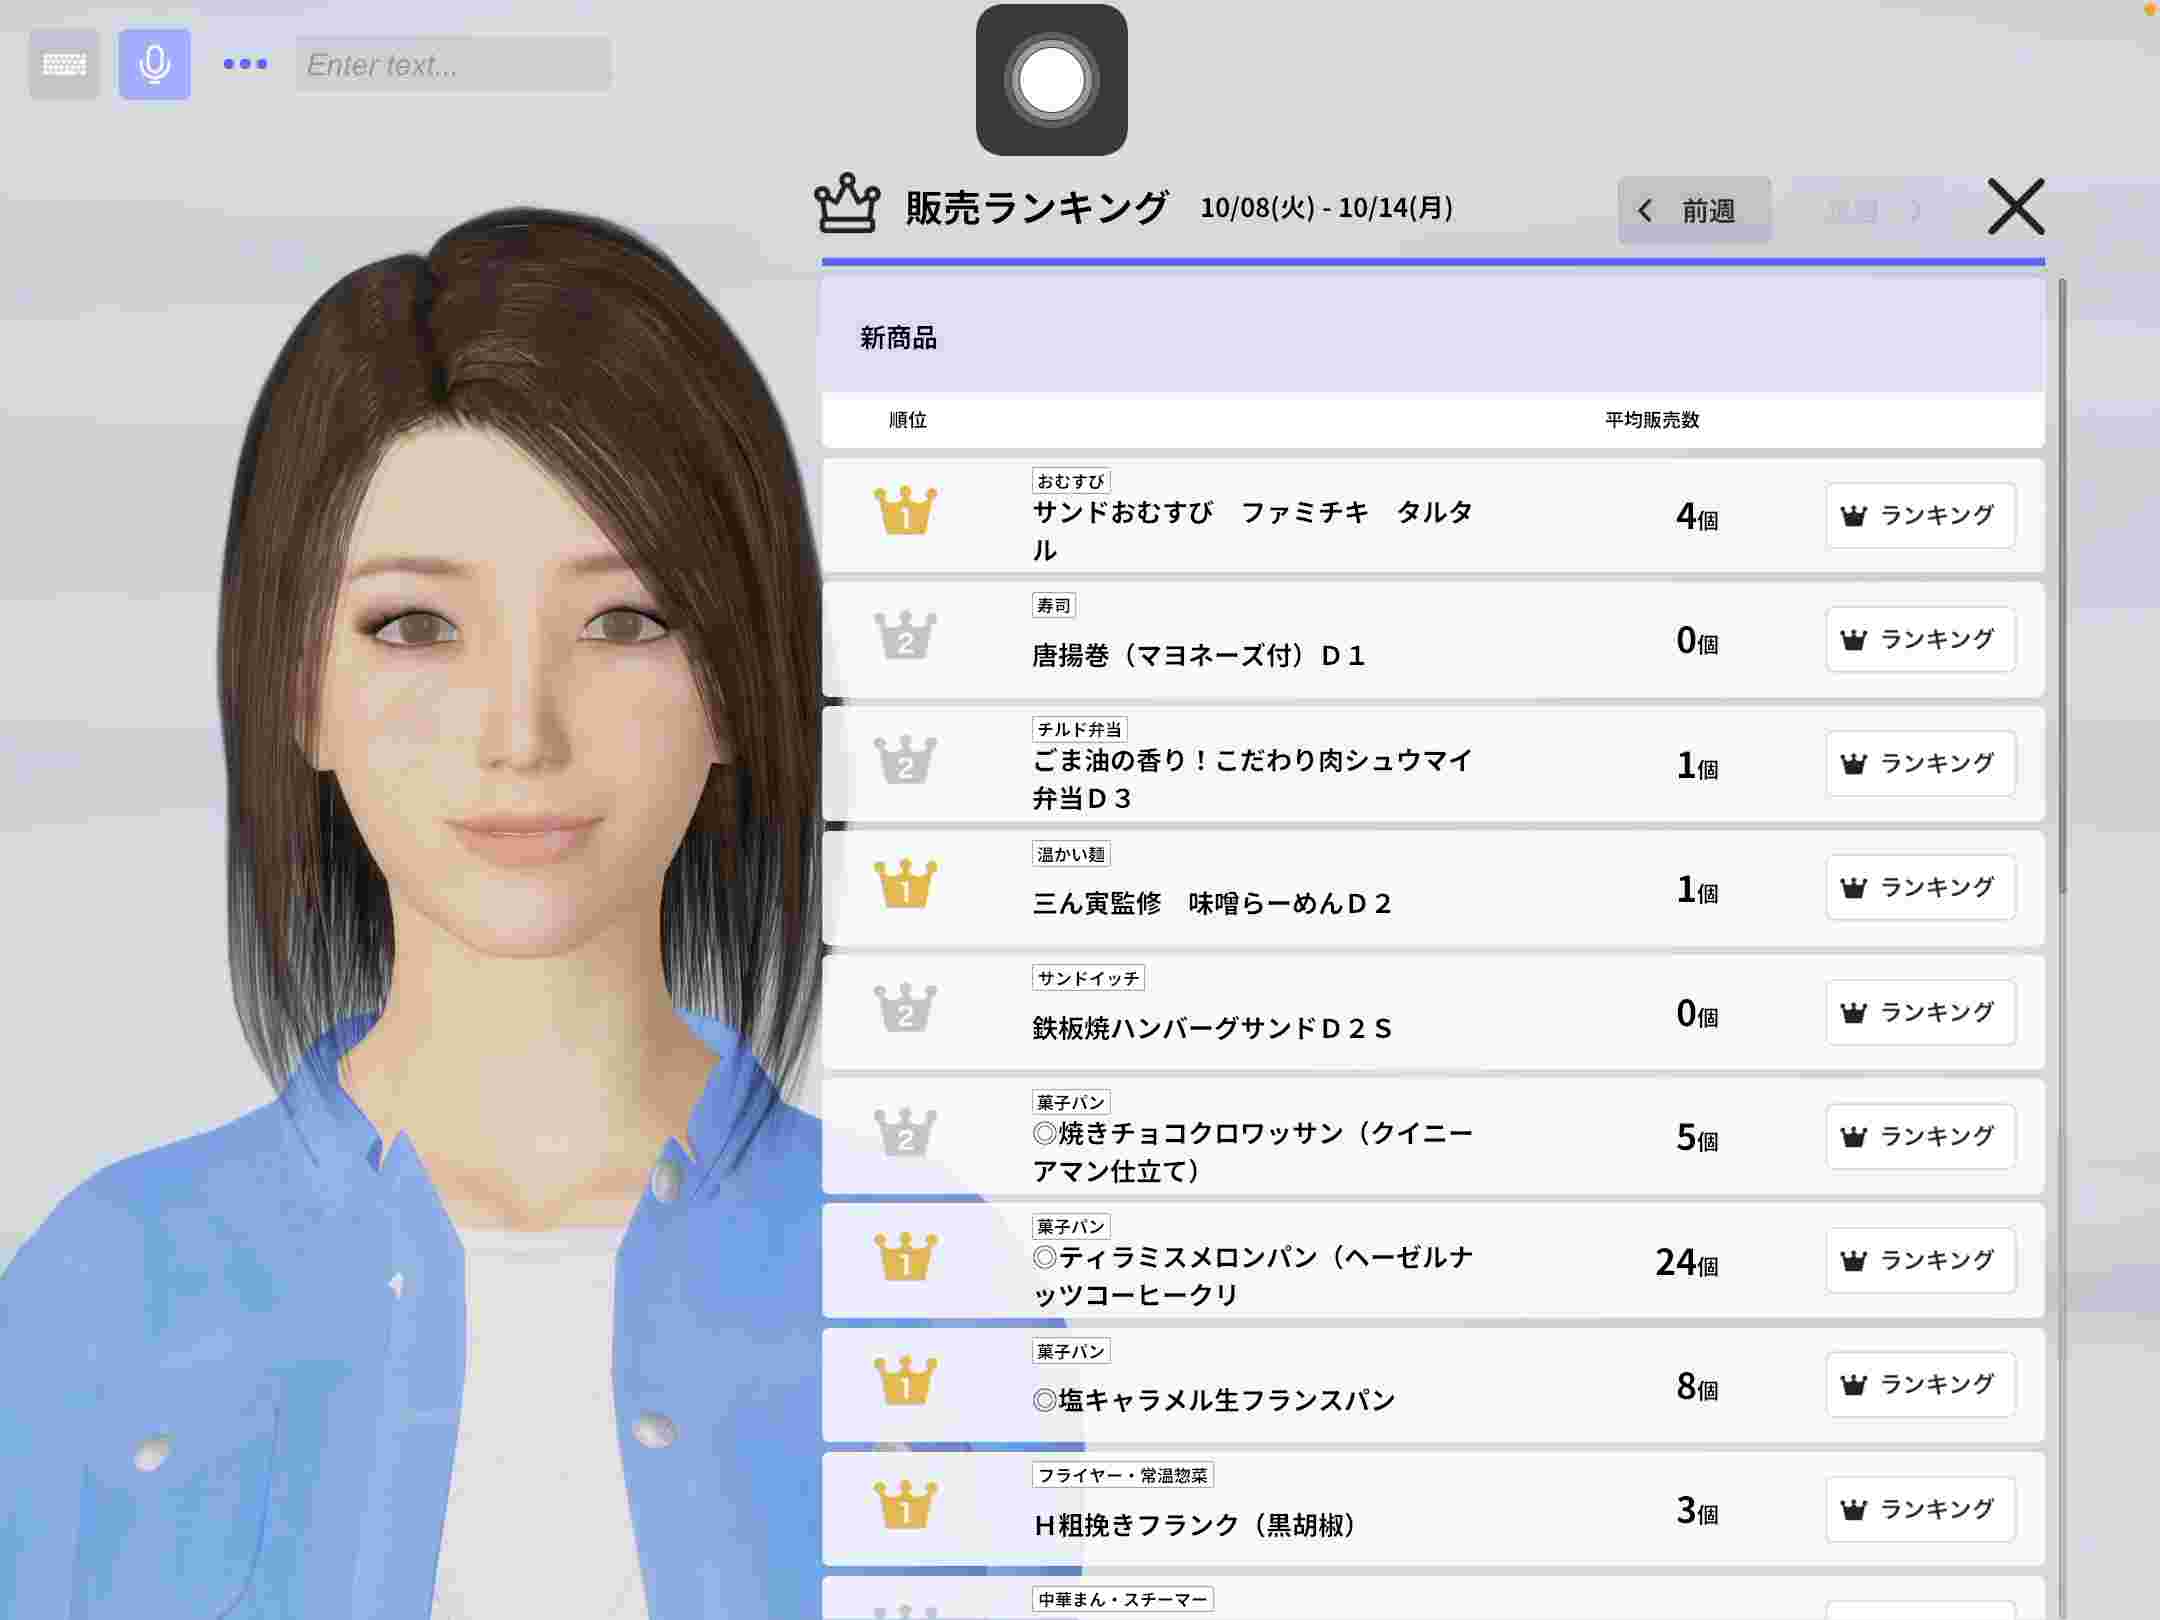 Enter text...
販売ランキング 10/08(火) - 10/14(月)
前週
新商品
順位 平均販売数
おむすび
1 サンドおむすび　ファミチキ　タルタ
ル
4個 ランキング
寿司
2 唐揚巻（マヨネーズ付）Ｄ１ 0個 ランキング
チルド弁当
2 ごま油の香り！こだわり肉シュウマイ
弁当Ｄ３
1個 ランキング
温かい麺
1 三ん寅監修　味噌らーめんＤ２ 1個 ランキング
サンドイッチ
2 鉄板焼ハンバーグサンドＤ２Ｓ 0個 ランキング
菓子パン
2 ◎焼きチョコクロワッサン（クイニー
アマン仕立て）
5個 ランキング
菓子パン
1 ◎ティラミスメロンパン（ヘーゼルナ
ッツコーヒークリ
24個 ランキング
菓子パン
1 ◎塩キャラメル生フランスパン 8個 ランキング
フライヤー・常温惣菜
1 Ｈ粗挽きフランク（黒胡椒） 3個 ランキング
中華まん・スチーマー